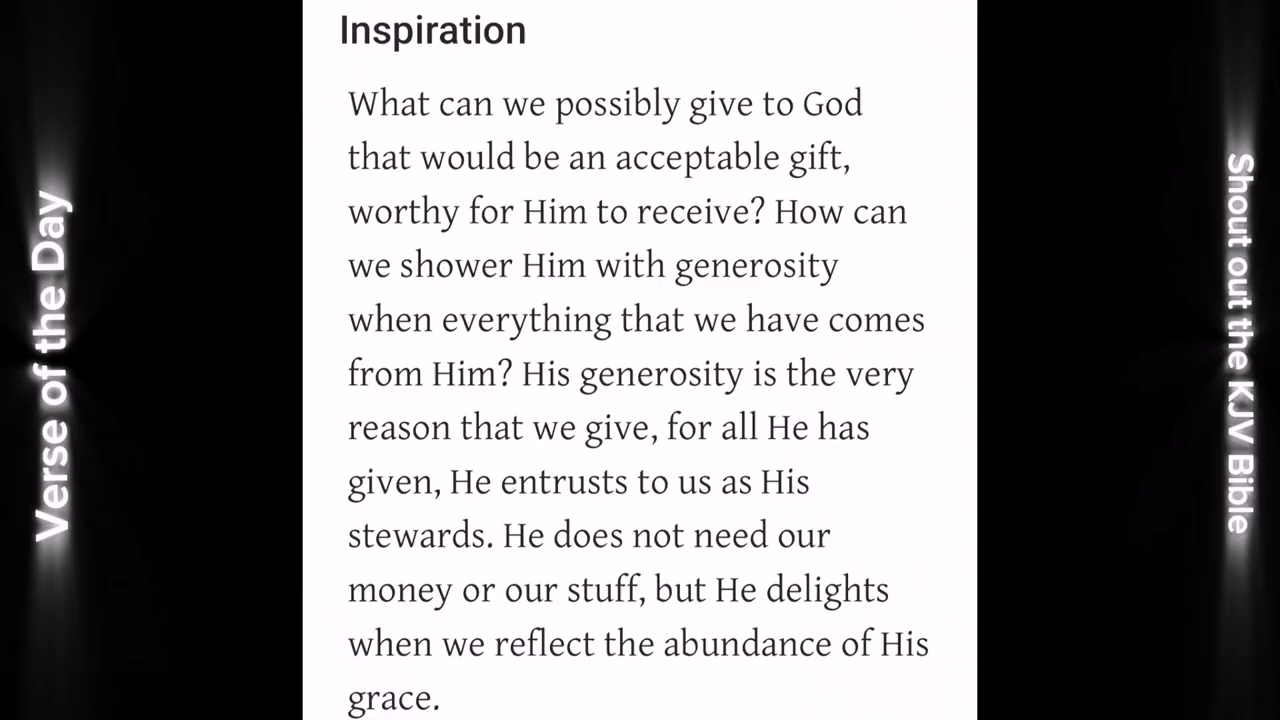 Verse of the Day
Inspiration
What can we possibly give to God
that would be an acceptable gift,
worthy for Him to receive? How can
we shower Him with generosity
when everything that we have comes
from Him? His generosity is the very
reason that we give, for all He has
given, He entrusts to us as His
stewards. He does not need our
money or our stuff, but He delights
when we reflect the abundance of His
grace.
Shout out the KJV Bible